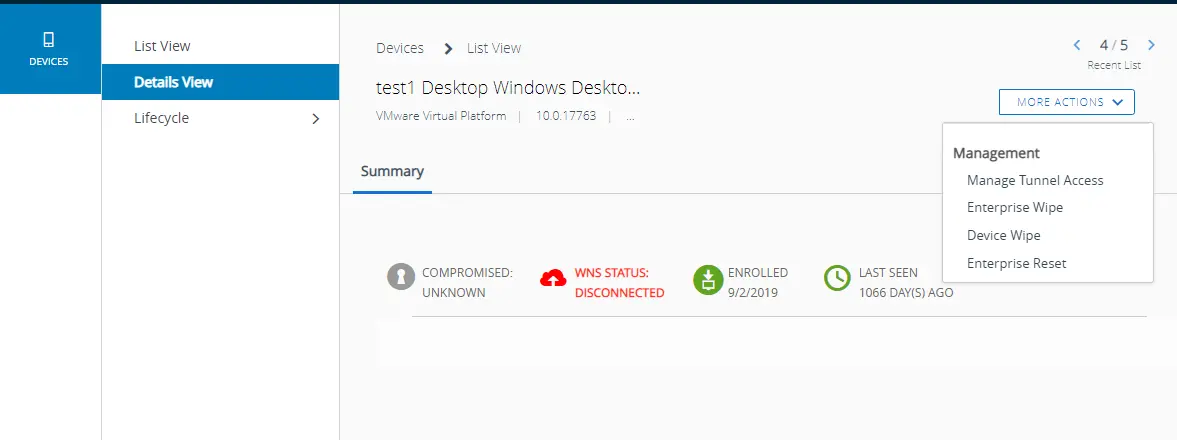 DEVICES
List View
Details View
Lifecycle
Devices > List View
4 / 5
Recent List
test1 Desktop Windows Deskto...
VMware Virtual Platform | 10.0.17763 | ...
MORE ACTIONS
Management
Manage Tunnel Access
Enterprise Wipe
Device Wipe
Enterprise Reset
Summary
COMPROMISED:
UNKNOWN
WNS STATUS:
DISCONNECTED
ENROLLED
9/2/2019
LAST SEEN
1066 DAY(S) AGO